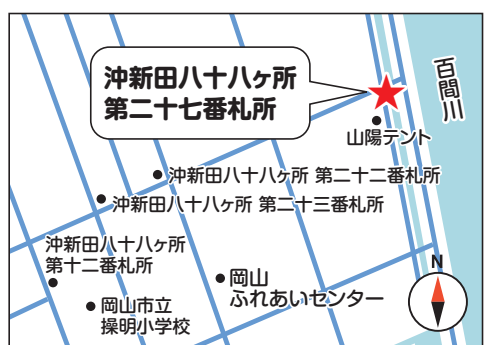 沖新田八十八ヶ所
第二十七番札所
百間川
山陽テント
沖新田八十八ヶ所 第二十二番札所
沖新田八十八ヶ所 第二十三番札所
沖新田八十八ヶ所
第十二番札所
岡山
ふれあいセンター
岡山市立
操明小学校
N